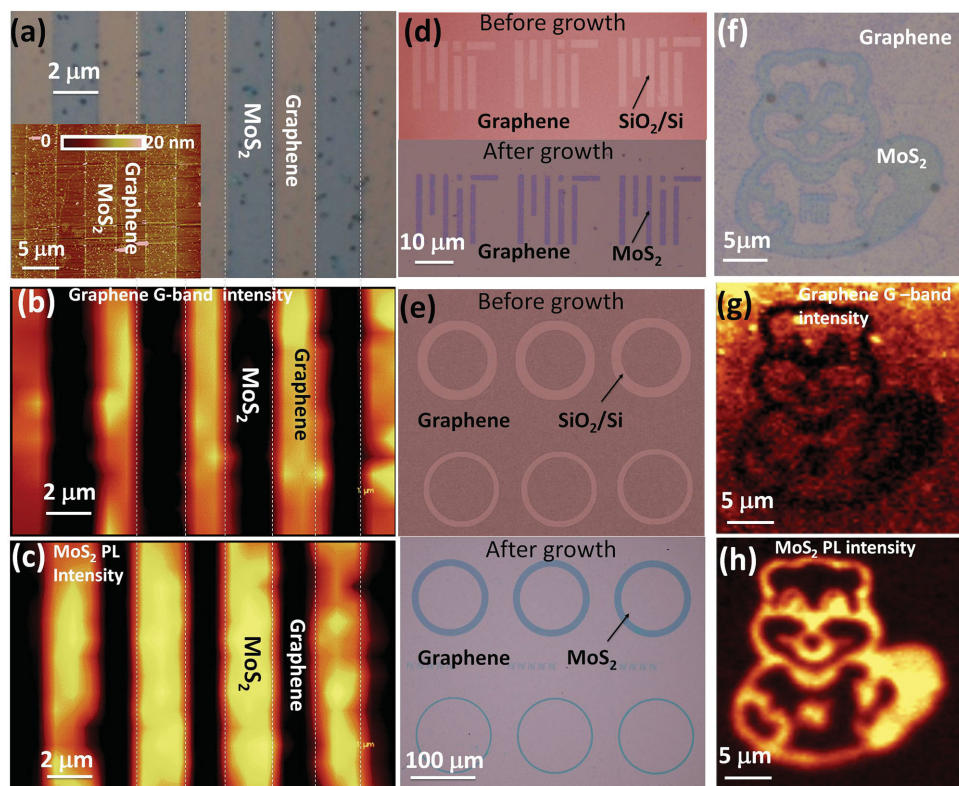 (a)
2 μm
MoS₂
Graphene
0 20 nm
Graphene
MoS₂
5 μm
(b)
Graphene G-band intensity
MoS₂
Graphene
2 μm
(c)
MoS₂ PL
Intensity
MoS₂
Graphene
2 μm
(d)
Before growth
Graphene
SiO₂/Si
After growth
10 μm
Graphene
MoS₂
(e)
Before growth
Graphene
SiO₂/Si
After growth
Graphene
MoS₂
100 μm
(f)
Graphene
MoS₂
5μm
(g)
Graphene G –band
intensity
5 μm
(h)
MoS₂ PL intensity
5 μm